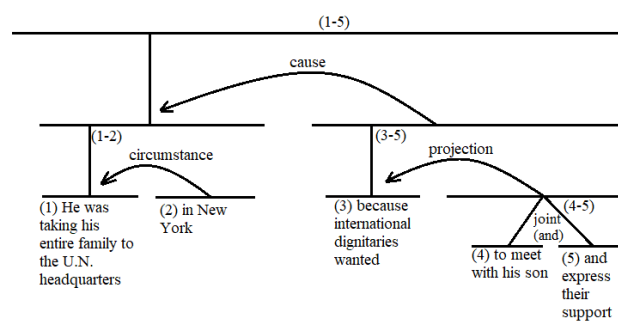 (1-5)
cause
(1-2)
(3-5)
circumstance
projection
(1) He was
taking his
entire family to
the U.N.
headquarters
(2) in New
York
(3) because
international
dignitaries
wanted
(4-5)
joint
(and)
(4) to meet
with his son
(5) and
express
their
support